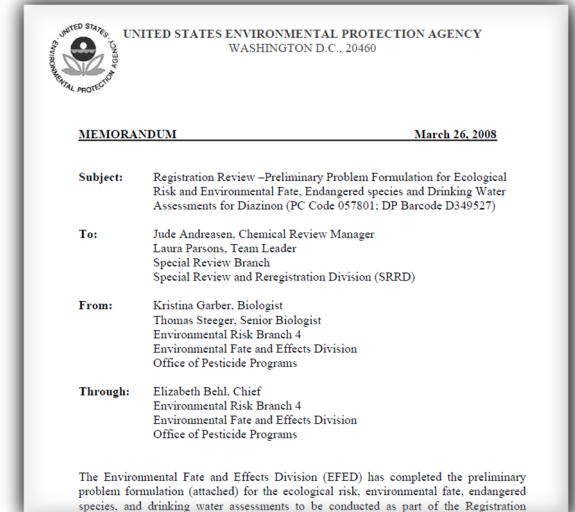 UNITED STATES ENVIRONMENTAL PROTECTION AGENCY
WASHINGTON D.C., 20460
UNITED STATES
ENVIRONMENTAL PROTECTION AGENCY
MEMORANDUM March 26, 2008
Subject: Registration Review –Preliminary Problem Formulation for Ecological
Risk and Environmental Fate, Endangered species and Drinking Water
Assessments for Diazinon (PC Code 057801; DP Barcode D349527)
To: Jude Andreasen, Chemical Review Manager
Laura Parsons, Team Leader
Special Review Branch
Special Review and Reregistration Division (SRRD)
From: Kristina Garber, Biologist
Thomas Steeger, Senior Biologist
Environmental Risk Branch 4
Environmental Fate and Effects Division
Office of Pesticide Programs
Through: Elizabeth Behl, Chief
Environmental Risk Branch 4
Environmental Fate and Effects Division
Office of Pesticide Programs
The Environmental Fate and Effects Division (EFED) has completed the preliminary
problem formulation (attached) for the ecological risk, environmental fate, endangered
species, and drinking water assessments to be conducted as part of the Registration